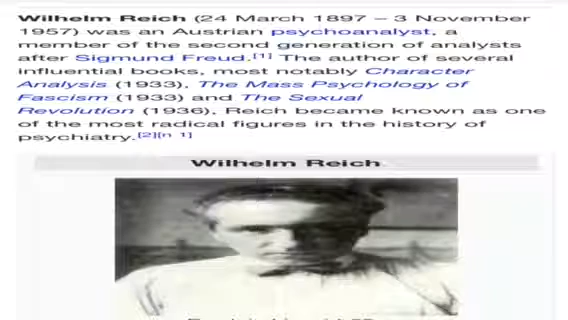 Wilhelm Reich (24 March 1897 – 3 November
1957) was an Austrian psychoanalyst, a
member of the second generation of analysts
after Sigmund Freud.[1] The author of several
influential books, most notably Character
Analysis (1933), The Mass Psychology of
Fascism (1933) and The Sexual
Revolution (1936), Reich became known as one
of the most radical figures in the history of
psychiatry.[2][n 1]
Wilhelm Reich